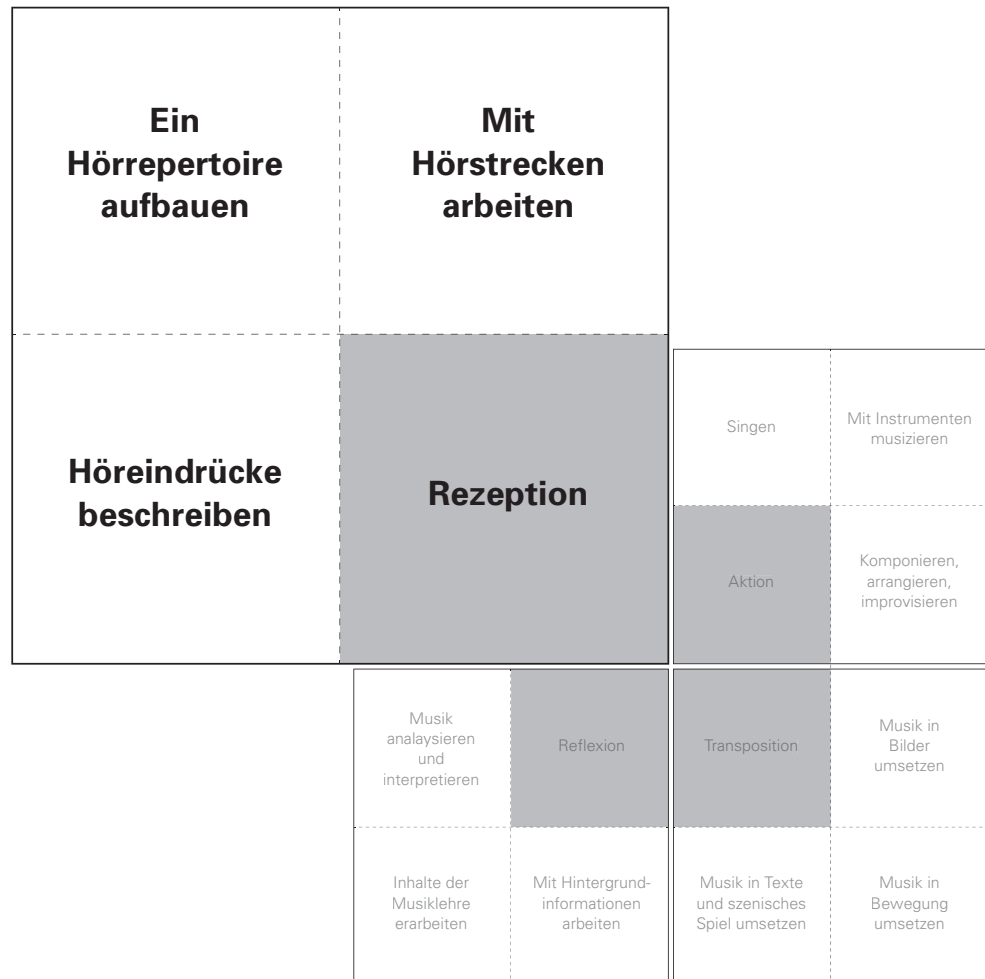 Ein
Hörrepertoire
aufbauen
Mit
Hörstrecken
arbeiten
Höreindrücke
beschreiben
Rezeption
Singen
Mit Instrumenten
musizieren
Aktion
Komponieren,
arrangieren,
improvisieren
Musik
analaysieren
und
interpretieren
Reflexion
Transposition
Musik in
Bilder
umsetzen
Inhalte der
Musiklehre
erarbeiten
Mit Hintergrund-
informationen
arbeiten
Musik in Texte
und szenisches
Spiel umsetzen
Musik in
Bewegung
umsetzen